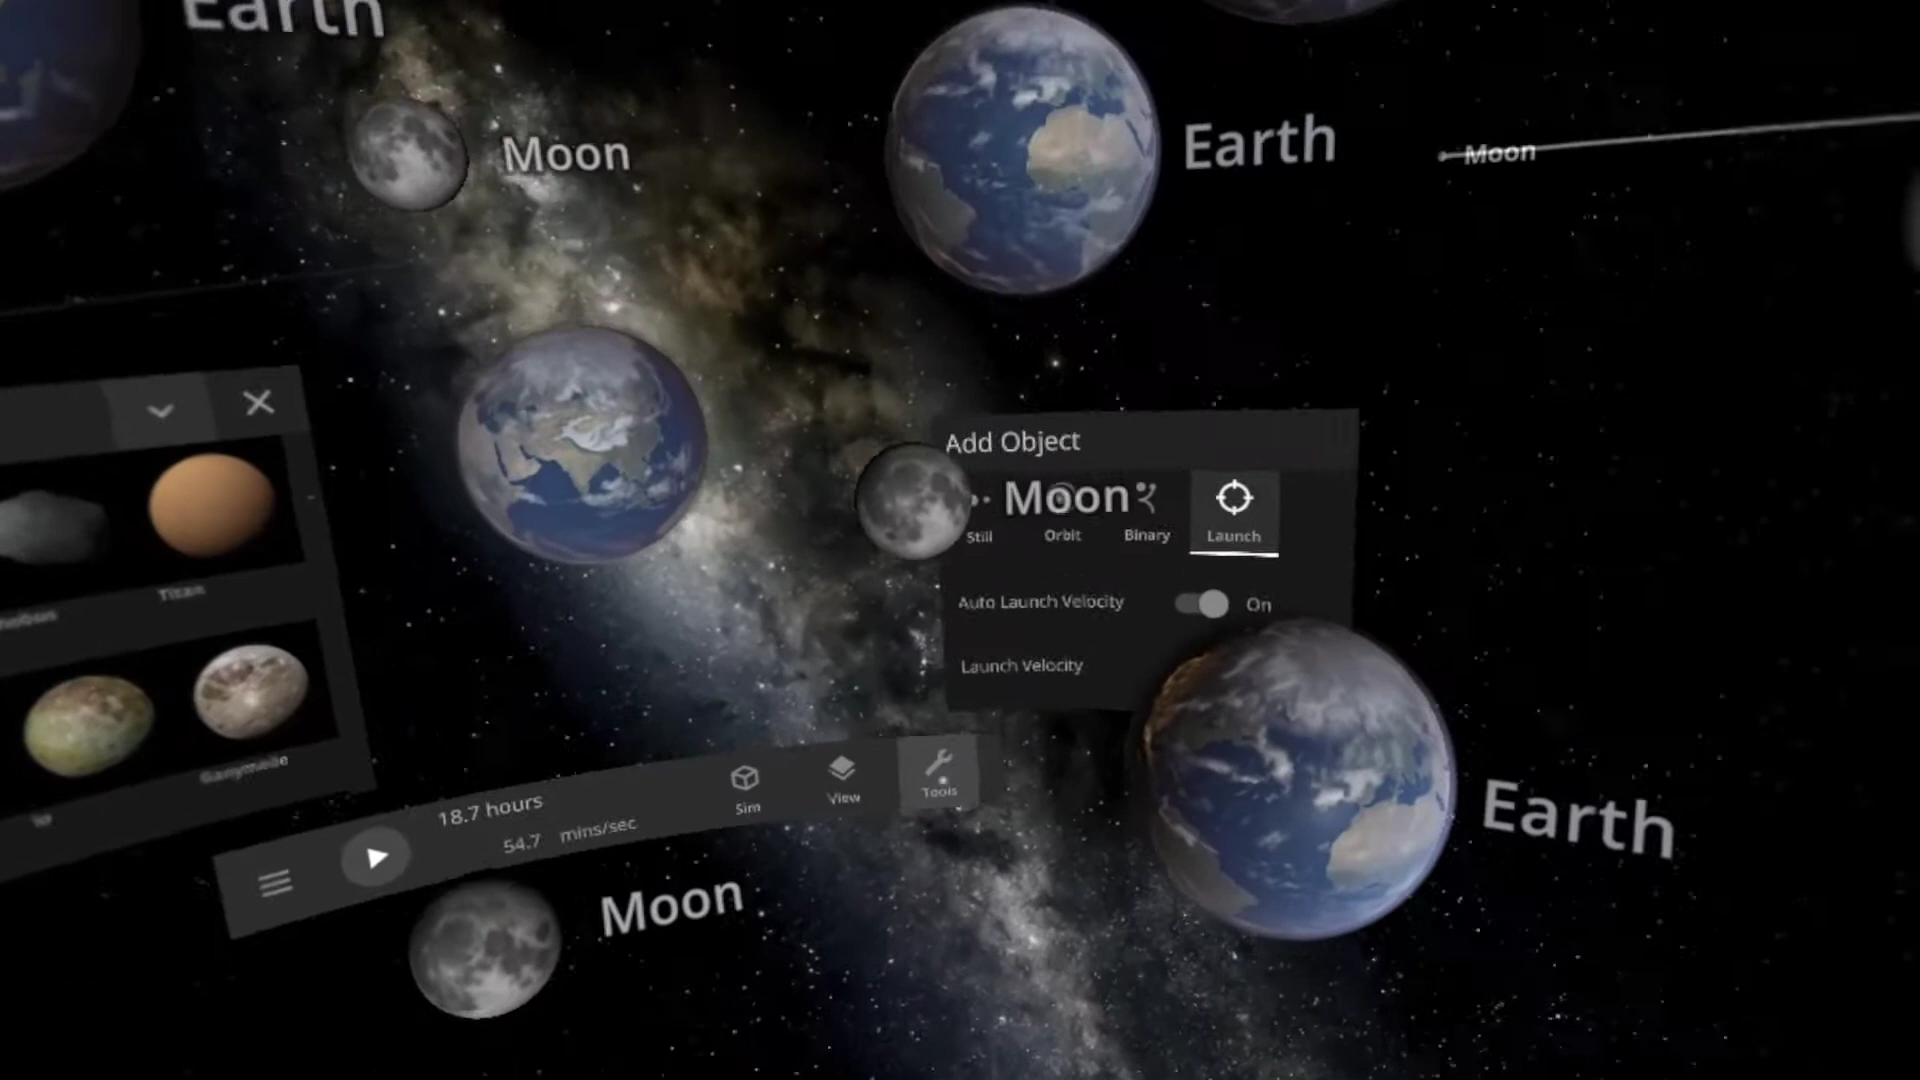 Earth
Moon
Earth
Moon
Add Object
Moon
Still
Orbit
Binary
Launch
Auto Launch Velocity
On
Launch Velocity
Titan
Ganymede
18.7 hours
54.7 mins/sec
Sim
View
Tools
Earth
Moon